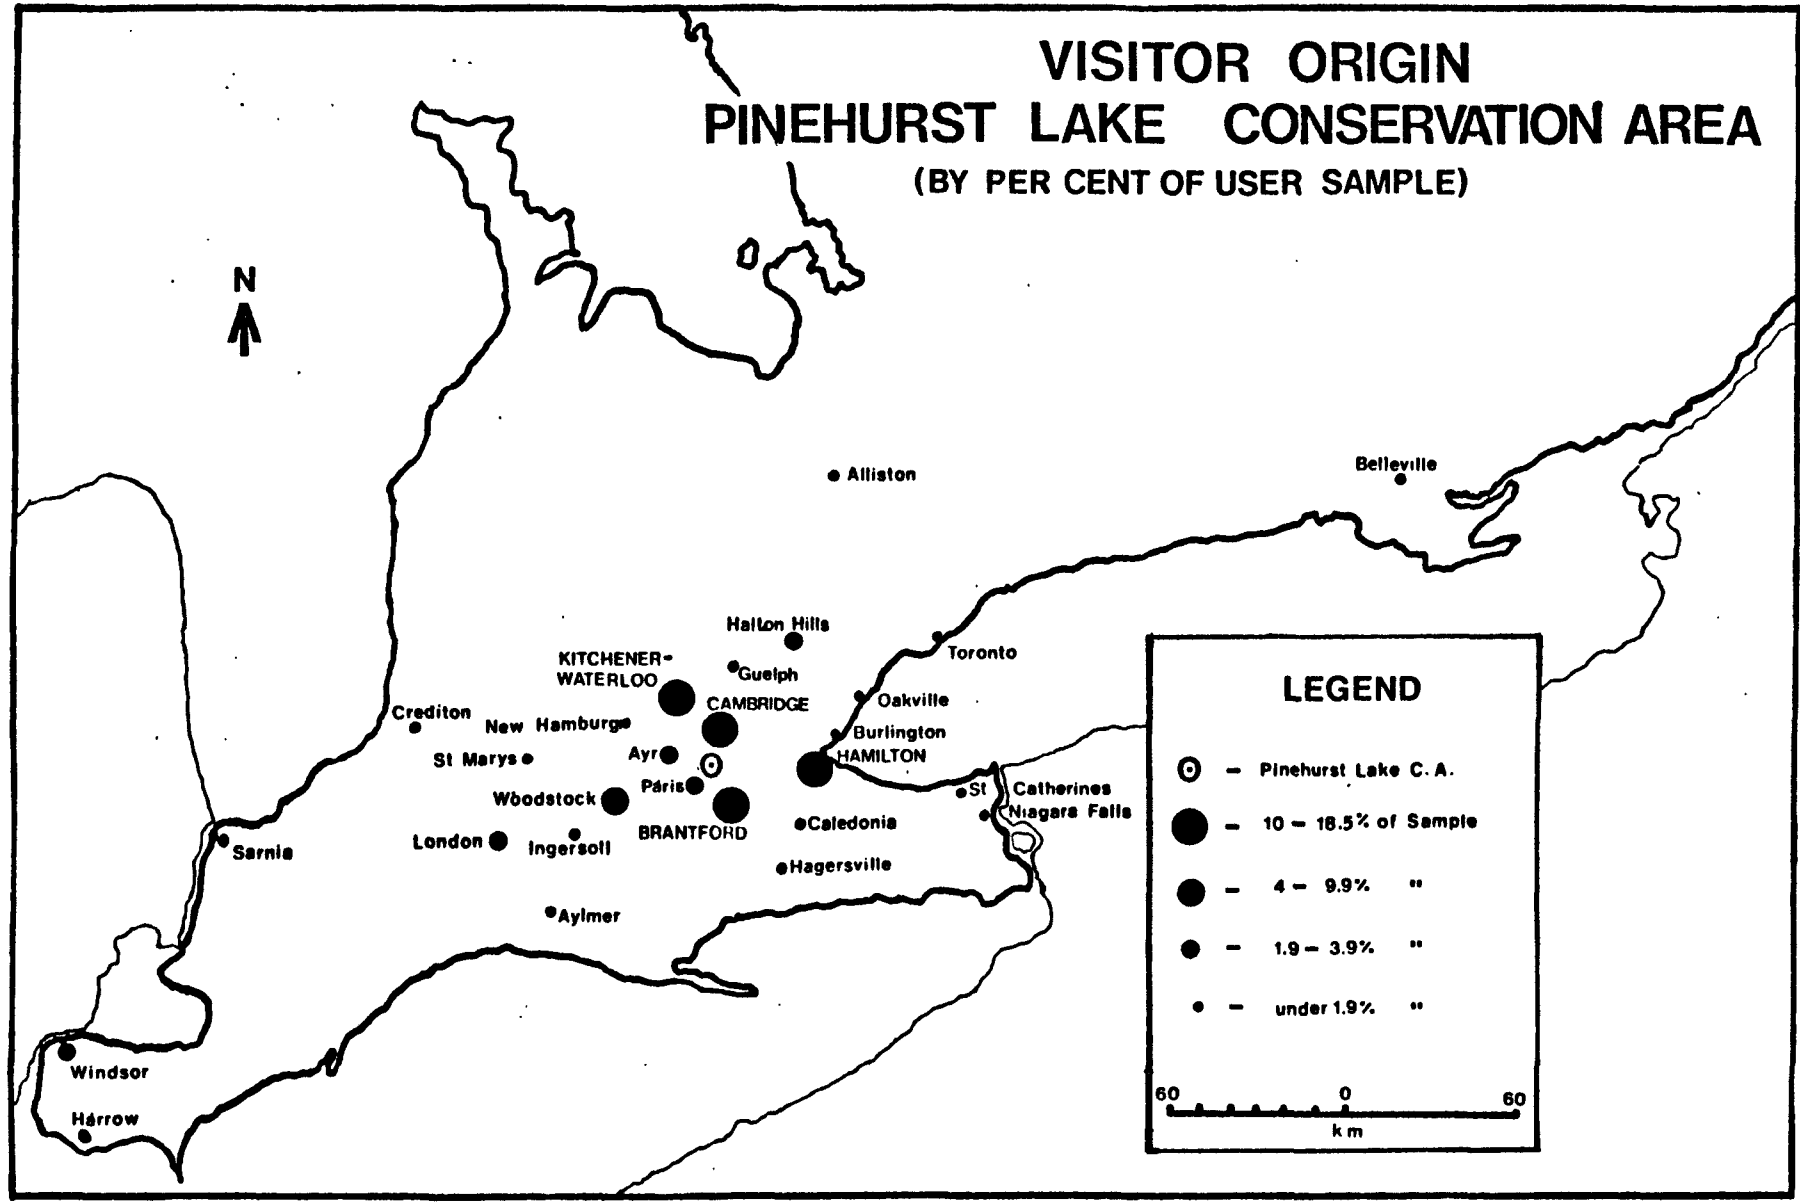 VISITOR ORIGIN
PINEHURST LAKE CONSERVATION AREA
(BY PER CENT OF USER SAMPLE)
N
Alliston
Belleville
Halton Hills
Toronto
KITCHENER-
WATERLOO
Guelph
CAMBRIDGE
Oakville
Crediton
New Hamburg
Burlington
St Marys
Ayr
HAMILTON
Paris
St Catherines
Woodstock
Niagara Falls
BRANTFORD
Caledonia
London
Ingersoll
Sarnia
Hagersville
Aylmer
Windsor
Harrow
LEGEND
– Pinehurst Lake C.A.
– 10 – 18.5% of Sample
– 4 – 9.9% "
– 1.9 – 3.9% "
– under 1.9% "
60 0 60
km